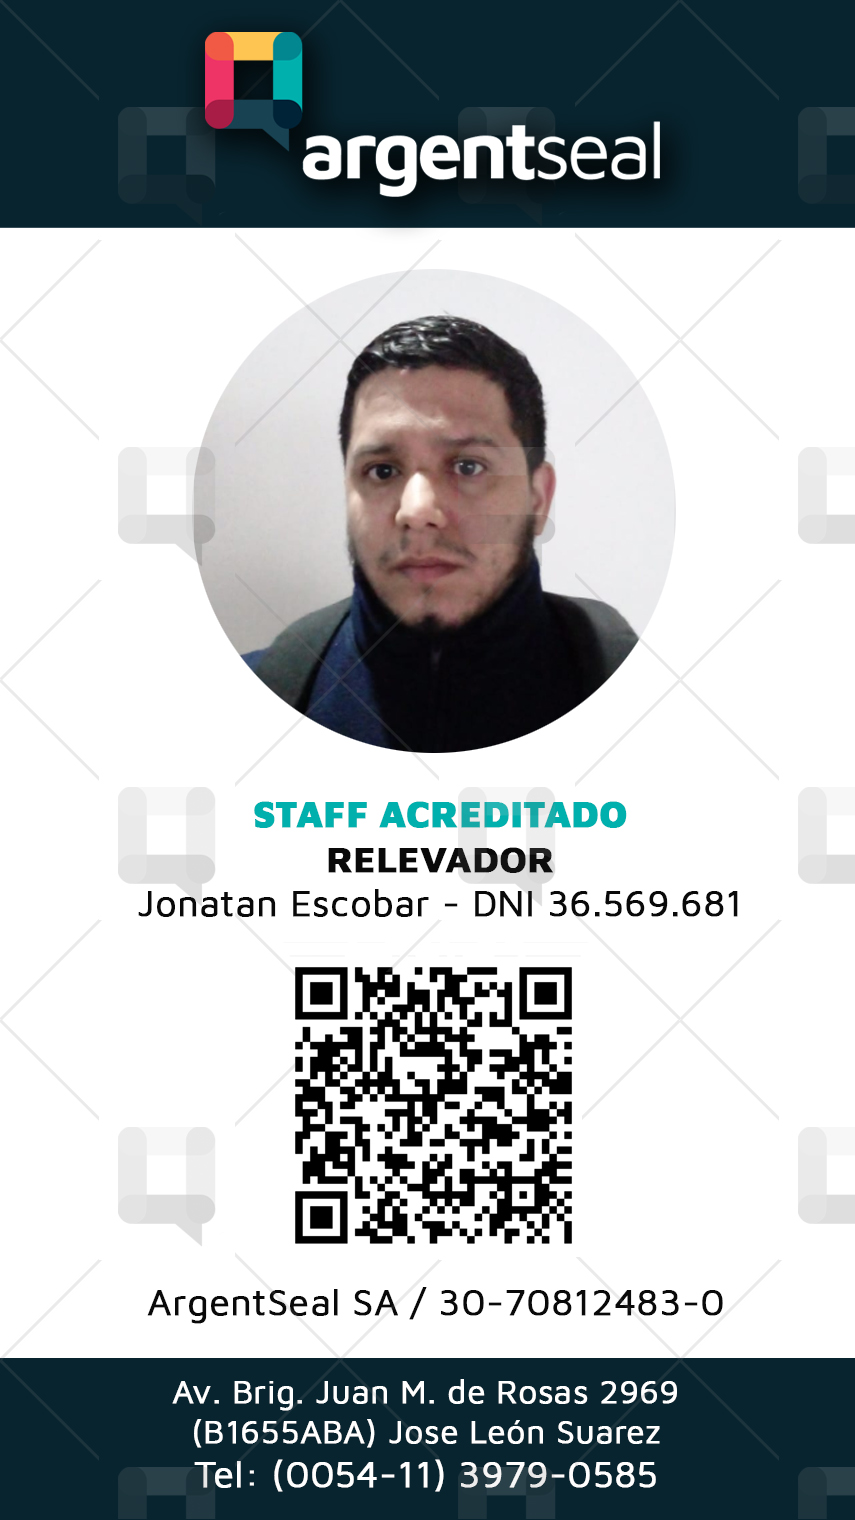 argentseal
STAFF ACREDITADO
RELEVADOR
Jonatan Escobar - DNI 36.569.681
ArgentSeal SA / 30-70812483-0
Av. Brig. Juan M. de Rosas 2969
(B1655ABA) Jose León Suarez
Tel: (0054-11) 3979-0585